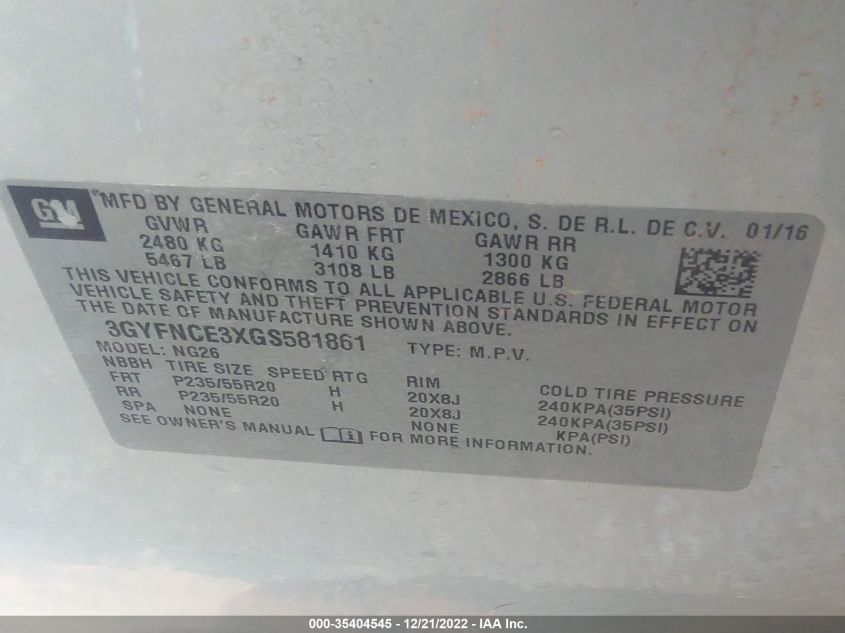 GM
MFD BY GENERAL MOTORS DE MEXICO, S. DE R.L. DE C.V. 01/16
GVWR GAWR FRT GAWR RR
2480 KG 1410 KG 1300 KG
5467 LB 3108 LB 2866 LB
THIS VEHICLE CONFORMS TO ALL APPLICABLE U.S. FEDERAL MOTOR
VEHICLE SAFETY AND THEFT PREVENTION STANDARDS IN EFFECT ON
THE DATE OF MANUFACTURE SHOWN ABOVE.
3GYFNCE3XGS581861 TYPE: M.P.V.
MODEL: NG26
NBBH TIRE SIZE SPEED RTG RIM COLD TIRE PRESSURE
FRT P235/55R20 H 20X8J 240KPA(35PSI)
RR P235/55R20 H 20X8J 240KPA(35PSI)
SPA NONE NONE KPA(PSI)
SEE OWNER'S MANUAL FOR MORE INFORMATION.
000-35404545 - 12/21/2022 - IAA Inc.